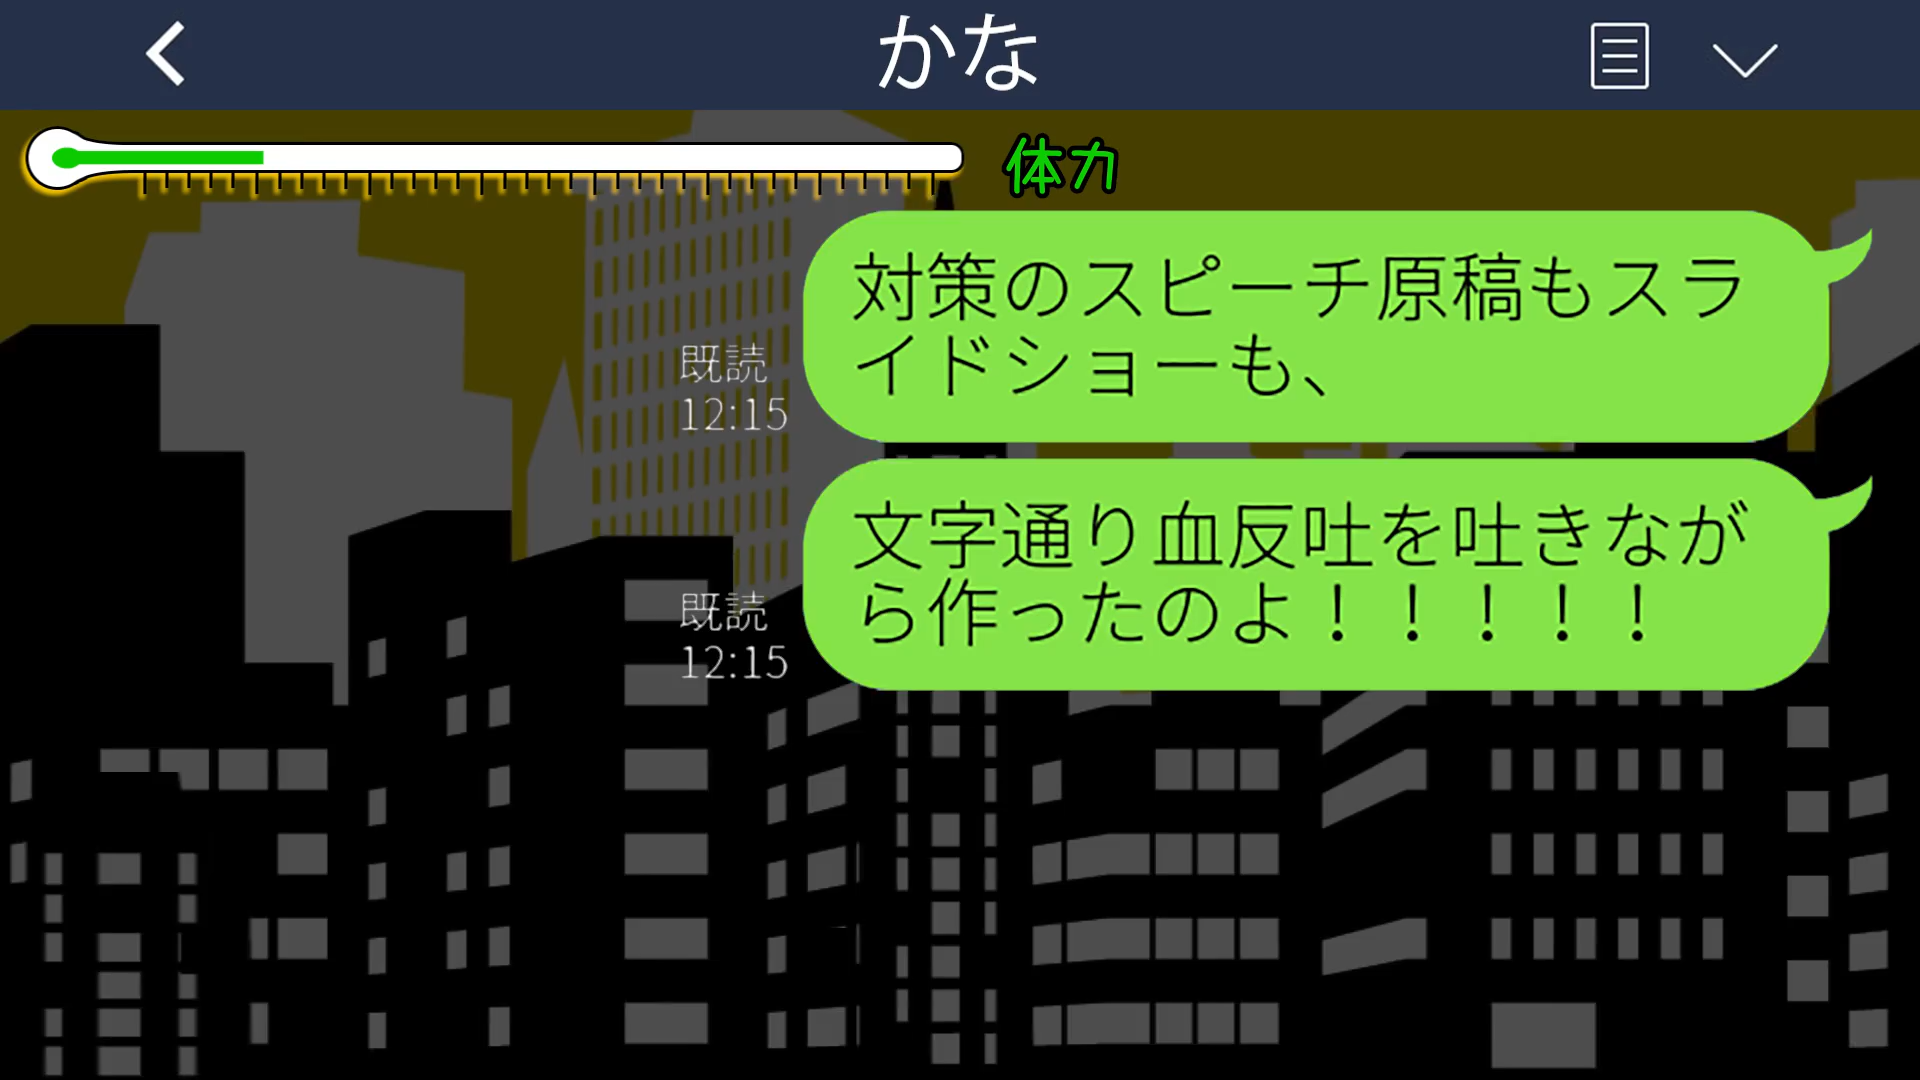 かな
体力
対策のスピーチ原稿もスラ
イドショーも、
既読
12:15
文字通り血反吐を吐きなが
ら作ったのよ！！！！！
既読
12:15